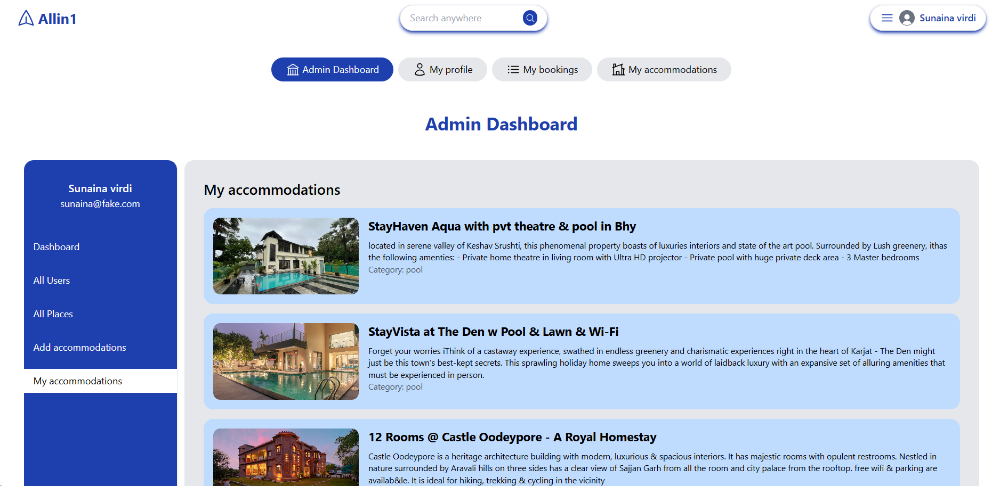 Allin1
Search anywhere
Sunaina virdi
Admin Dashboard
My profile
My bookings
My accommodations
Admin Dashboard
Sunaina virdi
sunaina@fake.com
Dashboard
All Users
All Places
Add accommodations
My accommodations
My accommodations
StayHaven Aqua with pvt theatre & pool in Bhy
located in serene valley of Keshav Srushti, this phenomenal property boasts of luxuries interiors and state of the art pool. Surrounded by Lush greenery, ithas
the following amenties: - Private home theatre in living room with Ultra HD projector - Private pool with huge private deck area - 3 Master bedrooms
Category: pool
StayVista at The Den w Pool & Lawn & Wi-Fi
Forget your worries iThink of a castaway experience, swathed in endless greenery and charismatic experiences right in the heart of Karjat - The Den might
just be this town's best-kept secrets. This sprawling holiday home sweeps you into a world of laidback luxury with an expansive set of alluring amenities that
must be experienced in person.
Category: pool
12 Rooms @ Castle Oodeypore - A Royal Homestay
Castle Oodeypore is a heritage architecture building with modern, luxurious & spacious interiors. It has majestic rooms with opulent restrooms. Nestled in
nature surrounded by Aravali hills on three sides has a clear view of Sajjan Garh from all the room and city palace from the rooftop. free wifi & parking are
availab&le. It is ideal for hiking, trekking & cycling in the vicinity